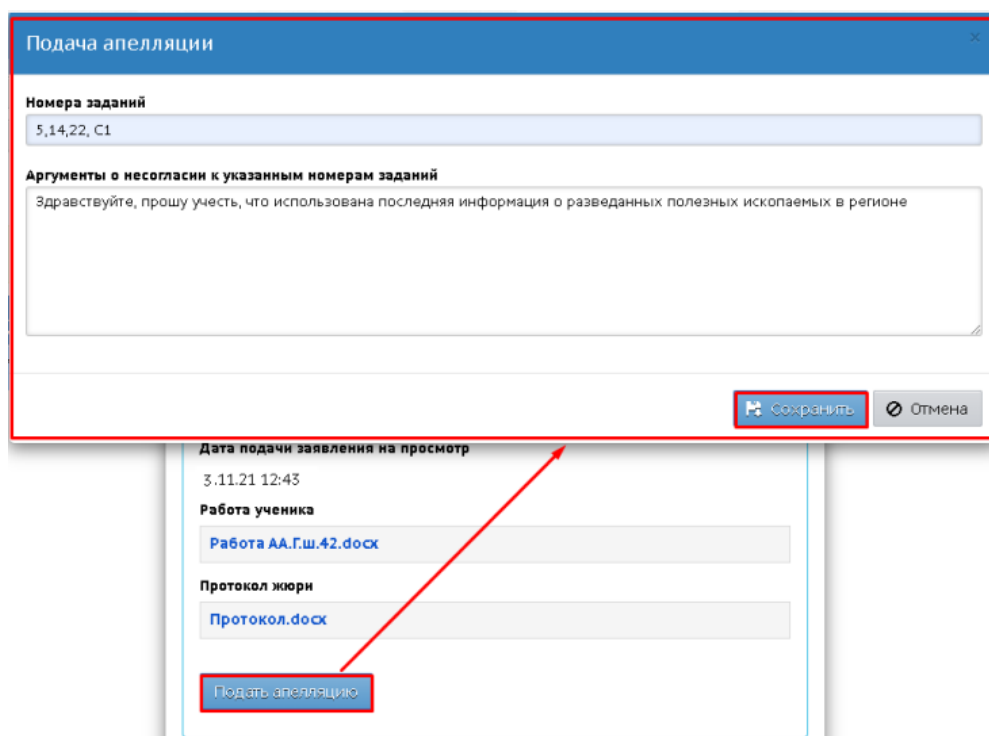 Подача апелляции
Номера заданий
5,14,22, С1
Аргументы о несогласии к указанным номерам заданий
Здравствуйте, прошу учесть, что использована последняя информация о разведанных полезных ископаемых в регионе
Сохранить
Отмена
Дата подачи заявления на просмотр
3.11.21 12:43
Работа ученика
Работа АА.Г.ш.42.docx
Протокол жюри
Протокол.docx
Подать апелляцию